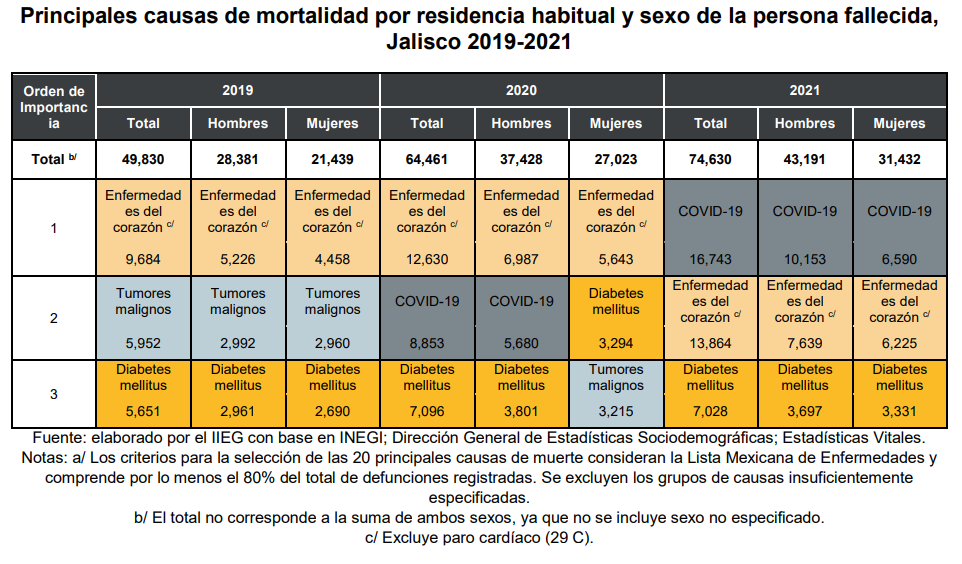 Principales causas de mortalidad por residencia habitual y sexo de la persona fallecida,
Jalisco 2019-2021
Orden de Importancia 2019 2020 2021
Total Hombres Mujeres Total Hombres Mujeres Total Hombres Mujeres
Total b/ 49,830 28,381 21,439 64,461 37,428 27,023 74,630 43,191 31,432
1 Enfermedades del corazón c/ Enfermedades del corazón c/ Enfermedades del corazón c/ Enfermedades del corazón c/ Enfermedades del corazón c/ Enfermedades del corazón c/ COVID-19 COVID-19 COVID-19
9,684 5,226 4,458 12,630 6,987 5,643 16,743 10,153 6,590
2 Tumores malignos Tumores malignos Tumores malignos COVID-19 COVID-19 Diabetes mellitus Enfermedades del corazón c/ Enfermedades del corazón c/ Enfermedades del corazón c/
5,952 2,992 2,960 8,853 5,680 3,294 13,864 7,639 6,225
3 Diabetes mellitus Diabetes mellitus Diabetes mellitus Diabetes mellitus Diabetes mellitus Tumores malignos Diabetes mellitus Diabetes mellitus Diabetes mellitus
5,651 2,961 2,690 7,096 3,801 3,215 7,028 3,697 3,331
Fuente: elaborado por el IIEG con base en INEGI; Dirección General de Estadísticas Sociodemográficas; Estadísticas Vitales.
Notas: a/ Los criterios para la selección de las 20 principales causas de muerte consideran la Lista Mexicana de Enfermedades y
comprende por lo menos el 80% del total de defunciones registradas. Se excluyen los grupos de causas insuficientemente
especificadas.
b/ El total no corresponde a la suma de ambos sexos, ya que no se incluye sexo no especificado.
c/ Excluye paro cardíaco (29 C).